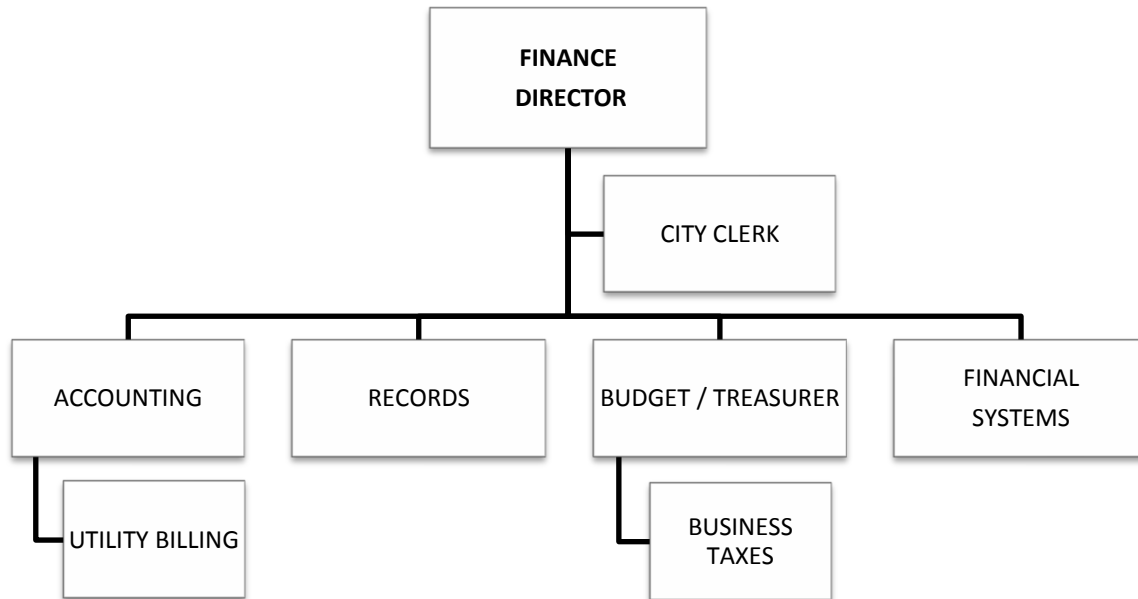 FINANCE
DIRECTOR
CITY CLERK
ACCOUNTING
RECORDS
BUDGET / TREASURER
FINANCIAL
SYSTEMS
UTILITY BILLING
BUSINESS
TAXES